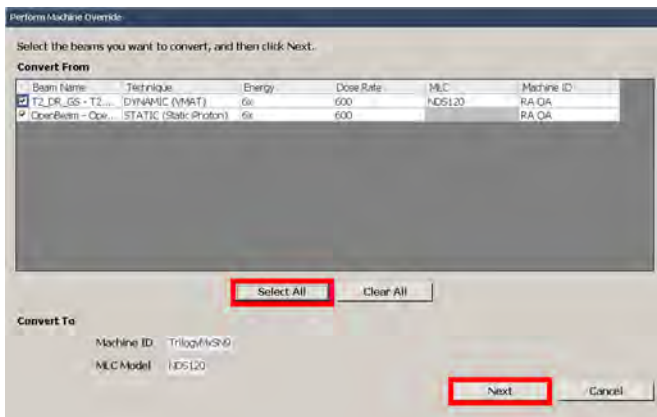 Perform Machine Override
Select the beams you want to convert, and then click Next.
Convert From
Beam Name Technique Energy Dose Rate MLC Machine ID
T2_DR_GS - T2... DYNAMIC (VMAT) 6x 600 NDS120 RA QA
OpenBeam - Ope... STATIC (Static Photon) 6x 600 RA QA
Select All Clear All
Convert To
Machine ID
MLC Model NDS120
Next Cancel